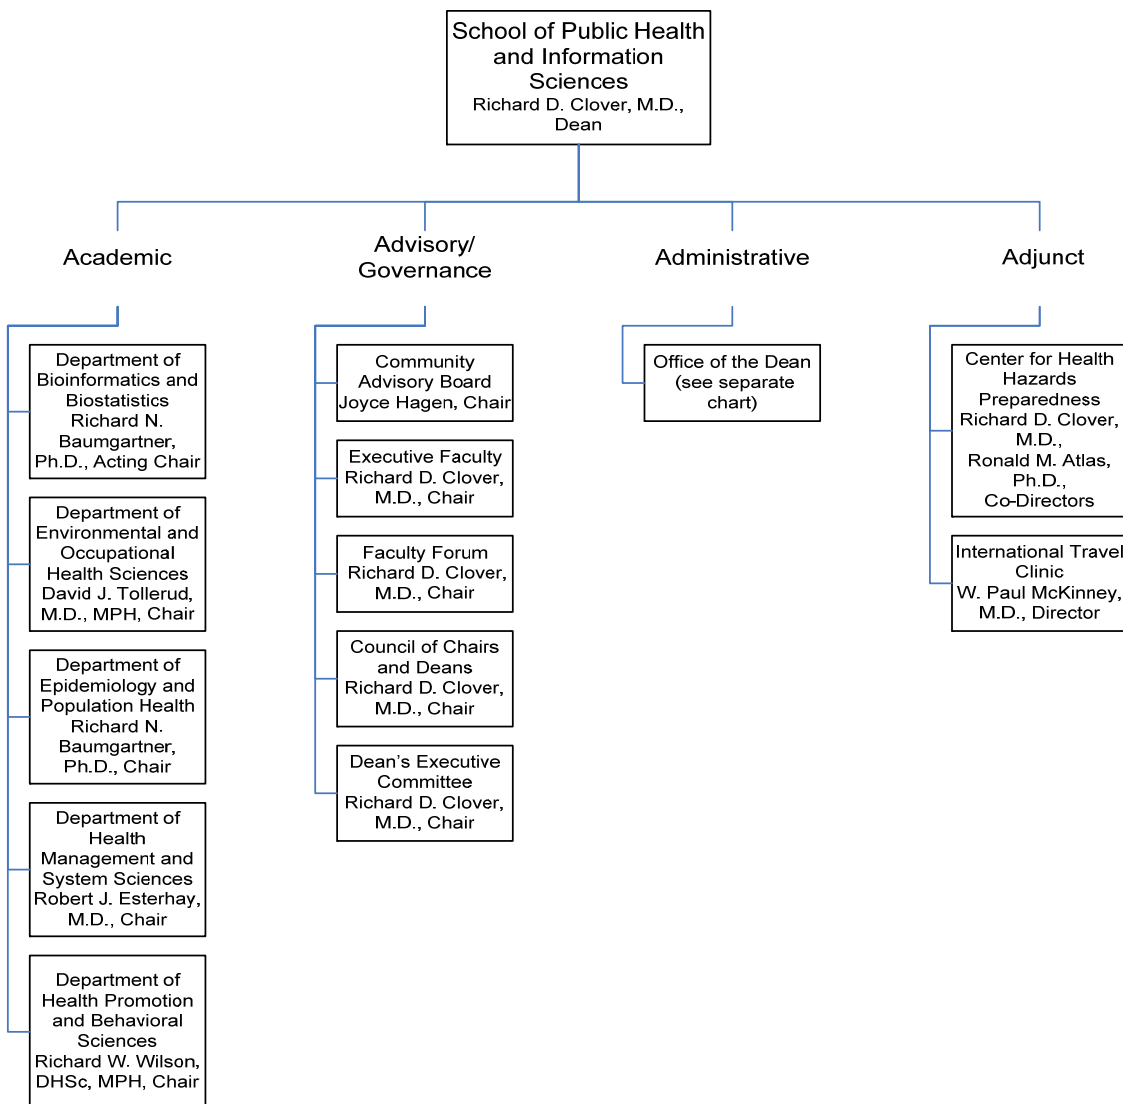 School of Public Health
and Information
Sciences
Richard D. Clover, M.D.,
Dean
Academic
Advisory/
Governance
Administrative
Adjunct
Department of
Bioinformatics and
Biostatistics
Richard N.
Baumgartner,
Ph.D., Acting Chair
Department of
Environmental and
Occupational
Health Sciences
David J. Tollerud,
M.D., MPH, Chair
Department of
Epidemiology and
Population Health
Richard N.
Baumgartner,
Ph.D., Chair
Department of
Health
Management and
System Sciences
Robert J. Esterhay,
M.D., Chair
Department of
Health Promotion
and Behavioral
Sciences
Richard W. Wilson,
DHSc, MPH, Chair
Community
Advisory Board
Joyce Hagen, Chair
Executive Faculty
Richard D. Clover,
M.D., Chair
Faculty Forum
Richard D. Clover,
M.D., Chair
Council of Chairs
and Deans
Richard D. Clover,
M.D., Chair
Dean’s Executive
Committee
Richard D. Clover,
M.D., Chair
Office of the Dean
(see separate
chart)
Center for Health
Hazards
Preparedness
Richard D. Clover,
M.D.,
Ronald M. Atlas,
Ph.D.,
Co-Directors
International Travel
Clinic
W. Paul McKinney,
M.D., Director